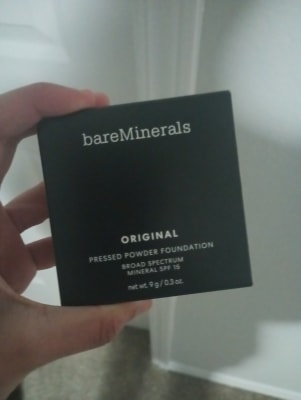 bareMinerals
ORIGINAL
PRESSED POWDER FOUNDATION
BROAD SPECTRUM
MINERAL SPF 15
net wt. 9 g / 0.3 oz.